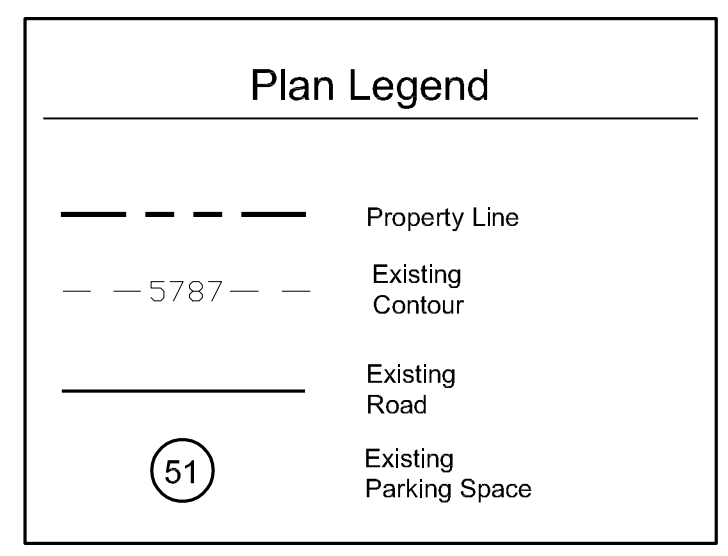 Plan Legend
Property Line
5787
Existing
Contour
Existing
Road
51
Existing
Parking Space